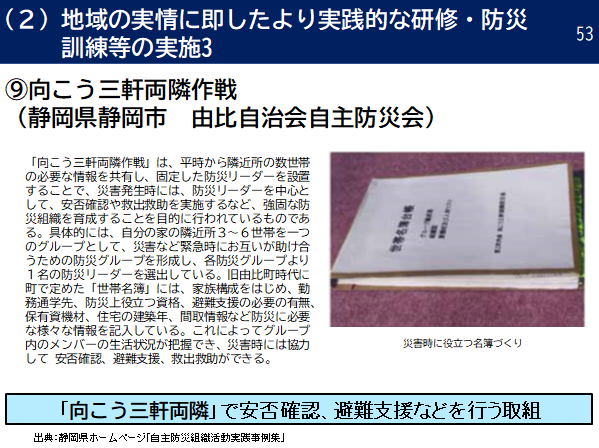 (2)地域の実情に即したより実践的な研修・防災
訓練等の実施3
53
⑨向こう三軒両隣作戦
(静岡県静岡市 由比自治会自主防災会)
「向こう三軒両隣作戦」は、平時から隣近所の数世帯
の必要な情報を共有し、固定した防災リーダーを設置
することで、災害発生時には、防災リーダーを中心と
して、安否確認や救出救助を実施するなど、強固な防
災組織を育成することを目的に行われているものであ
る。具体的には、自分の家の隣近所3~6世帯を一つ
のグループとして、災害など緊急時にお互いが助け合
うための防災グループを形成し、各防災グループより
1名の防災リーダーを選出している。旧由比町時代に
町で定めた「世帯名簿」には、家族構成をはじめ、勤
務通学先、防災上役立つ資格、避難支援の必要の有無、
保有資機材、住宅の建築年、間取情報など防災に必要
な様々な情報を記入している。これによってグループ
内のメンバーの生活状況が把握でき、災害時には協力
して 安否確認、避難支援、救出救助ができる。
世帯名簿台帳
災害時に役立つ名簿づくり
「向こう三軒両隣」で安否確認、避難支援などを行う取組
出典:静岡県ホームページ「自主防災組織活動実践事例集」